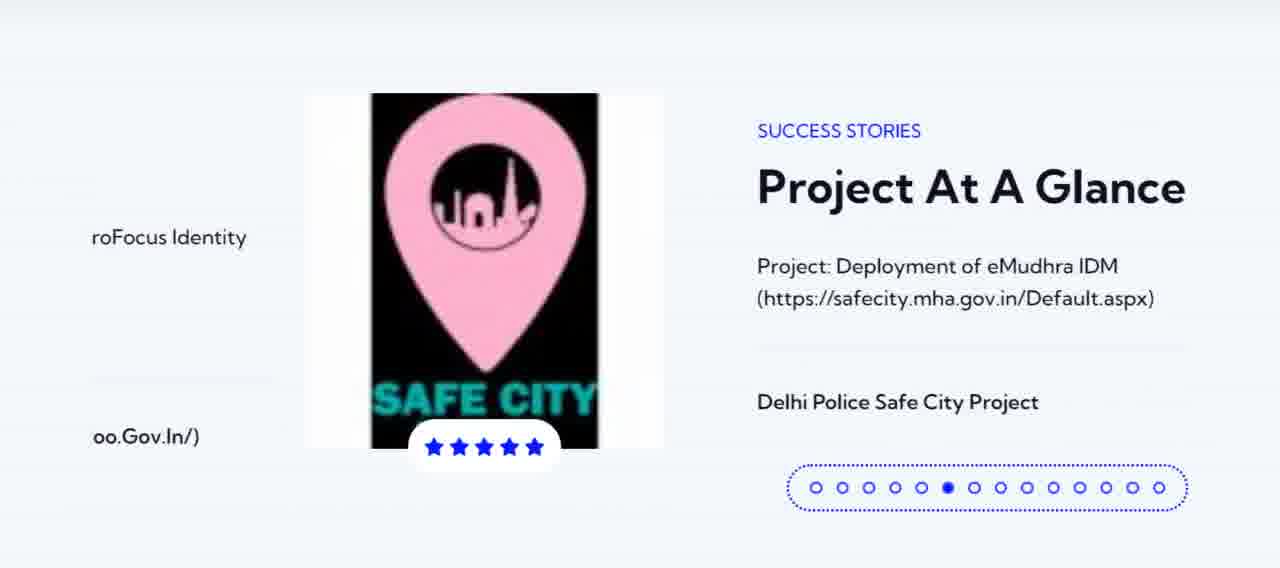 SUCCESS STORIES
Project At A Glance
roFocus Identity
Project: Deployment of eMudhra IDM
(https://safecity.mha.gov.in/Default.aspx)
SAFE CITY
Delhi Police Safe City Project
oo.Gov.In/)